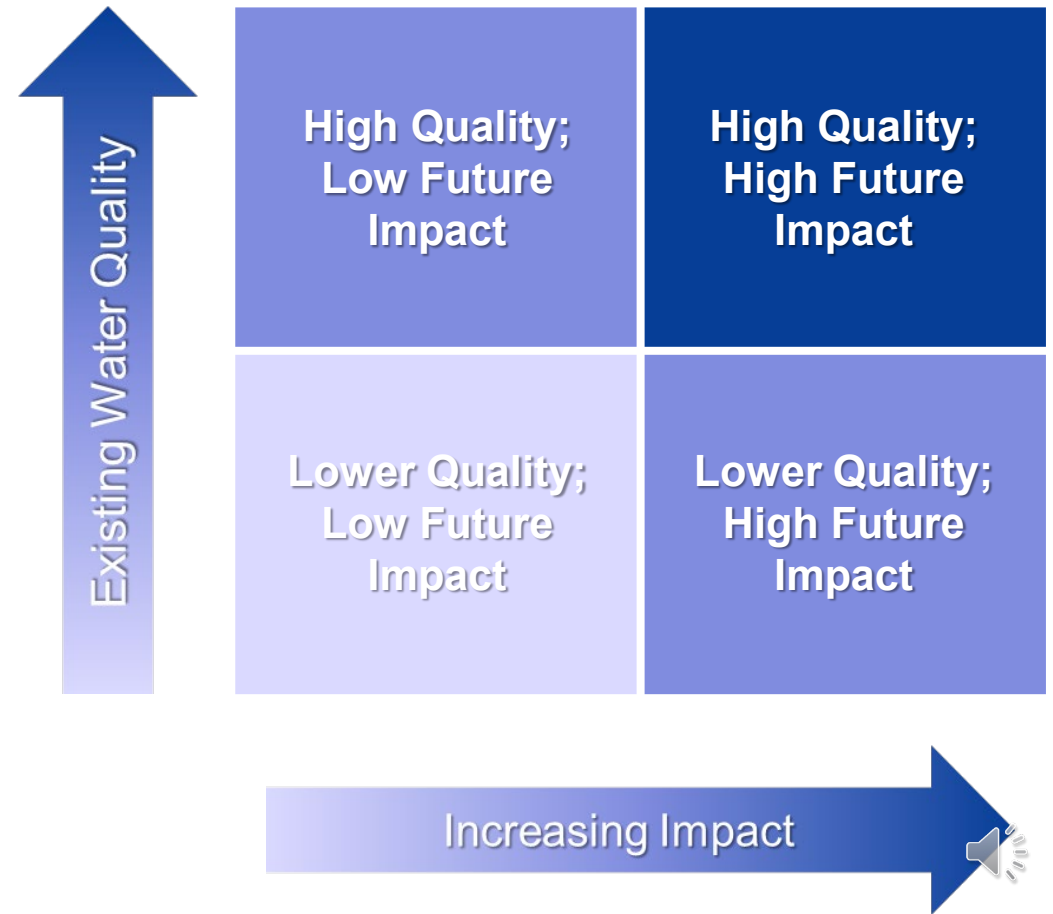 Existing Water Quality
High Quality;
Low Future
Impact
High Quality;
High Future
Impact
Lower Quality;
Low Future
Impact
Lower Quality;
High Future
Impact
Increasing Impact